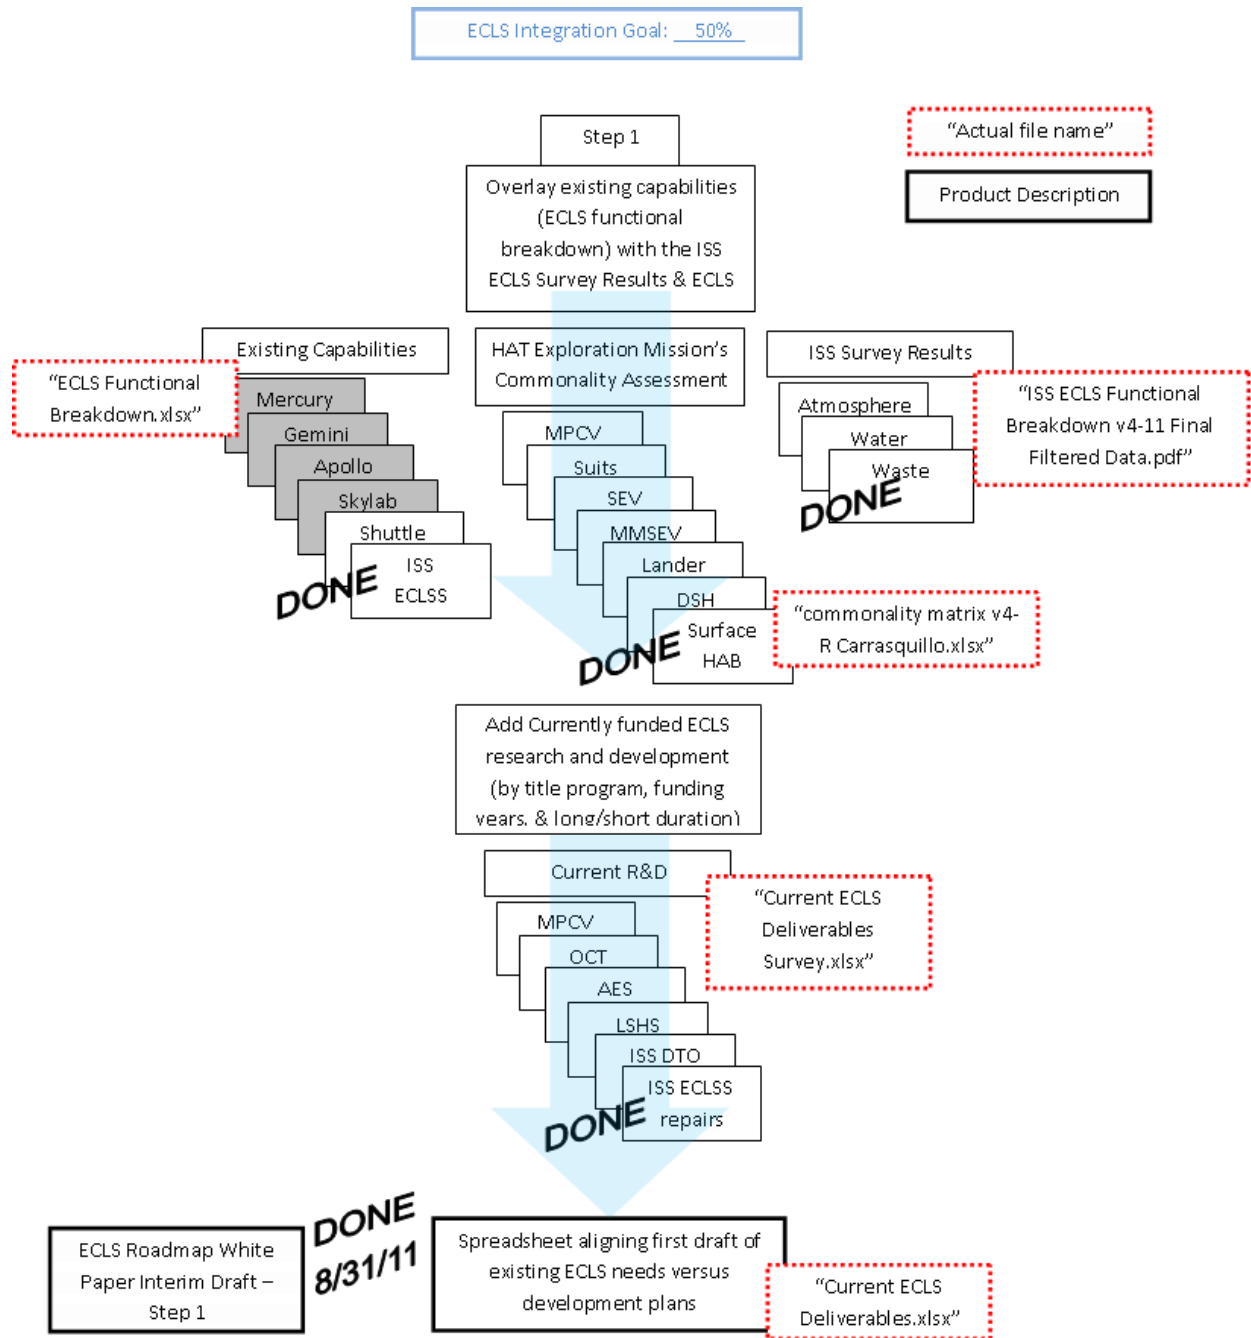 ECLS Integration Goal: 50%
Step 1
"Actual file name"
Overlay existing capabilities
(ECLS functional
breakdown) with the ISS
ECLS Survey Results & ECLS
Product Description
Existing Capabilities
"ECLS Functional
Breakdown.xlsx"
Mercury
Gemini
Apollo
Skylab
Shuttle
ISS
ECLSS
DONE
HAT Exploration Mission's
Commonality Assessment
MPCV
Suits
SEV
MMSEV
Lander
DSH
Surface
HAB
DONE
"commonality matrix v4-
R Carrasquillo.xlsx"
ISS Survey Results
Atmosphere
Water
Waste
DONE
"ISS ECLS Functional
Breakdown v4-11 Final
Filtered Data.pdf"
Add Currently funded ECLS
research and development
(by title program, funding
years, & long/short duration)
Current R&D
MPCV
OCT
AES
LSHS
ISS DTO
ISS ECLSS
repairs
DONE
"Current ECLS
Deliverables
Survey.xlsx"
ECLS Roadmap White
Paper Interim Draft –
Step 1
DONE
8/31/11
Spreadsheet aligning first draft of
existing ECLS needs versus
development plans
"Current ECLS
Deliverables.xlsx"